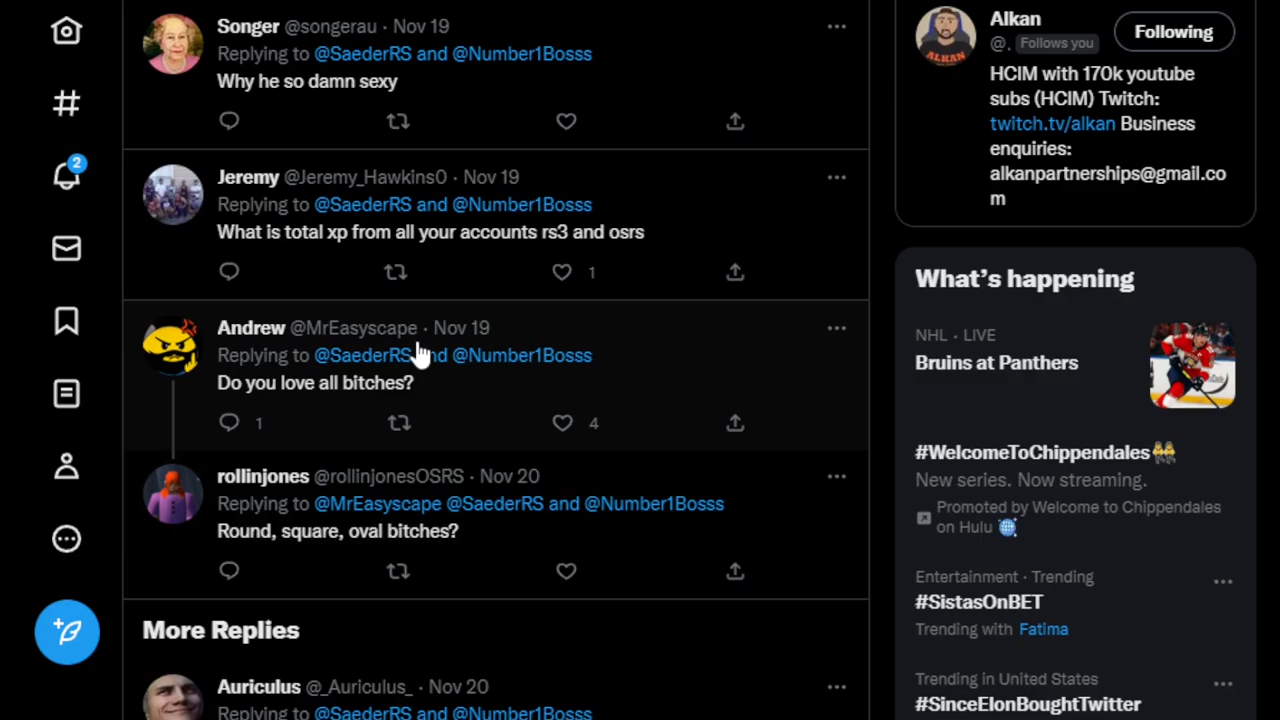 Songer @songerau · Nov 19
Replying to @SaederRS and @Number1Bosss
Why he so damn sexy
Jeremy @Jeremy_Hawkins0 · Nov 19
Replying to @SaederRS and @Number1Bosss
What is total xp from all your accounts rs3 and osrs
1
Andrew @MrEasyscape · Nov 19
Replying to @SaederRS and @Number1Bosss
Do you love all bitches?
1 4
rollinjones @rollinjonesOSRS · Nov 20
Replying to @MrEasyscape @SaederRS and @Number1Bosss
Round, square, oval bitches?
More Replies
Auriculus @_Auriculus_ · Nov 20
Replying to @SaederRS and @Number1Bosss
2
Alkan
@. Follows you
Following
ALKAN
HCIM with 170k youtube
subs (HCIM) Twitch:
twitch.tv/alkan Business
enquiries:
alkanpartnerships@gmail.co
m
What's happening
NHL · LIVE
Bruins at Panthers
#WelcomeToChippendales
New series. Now streaming.
Promoted by Welcome to Chippendales
on Hulu
Entertainment · Trending
#SistasOnBET
Trending with Fatima
Trending in United States
#SinceElonBoughtTwitter